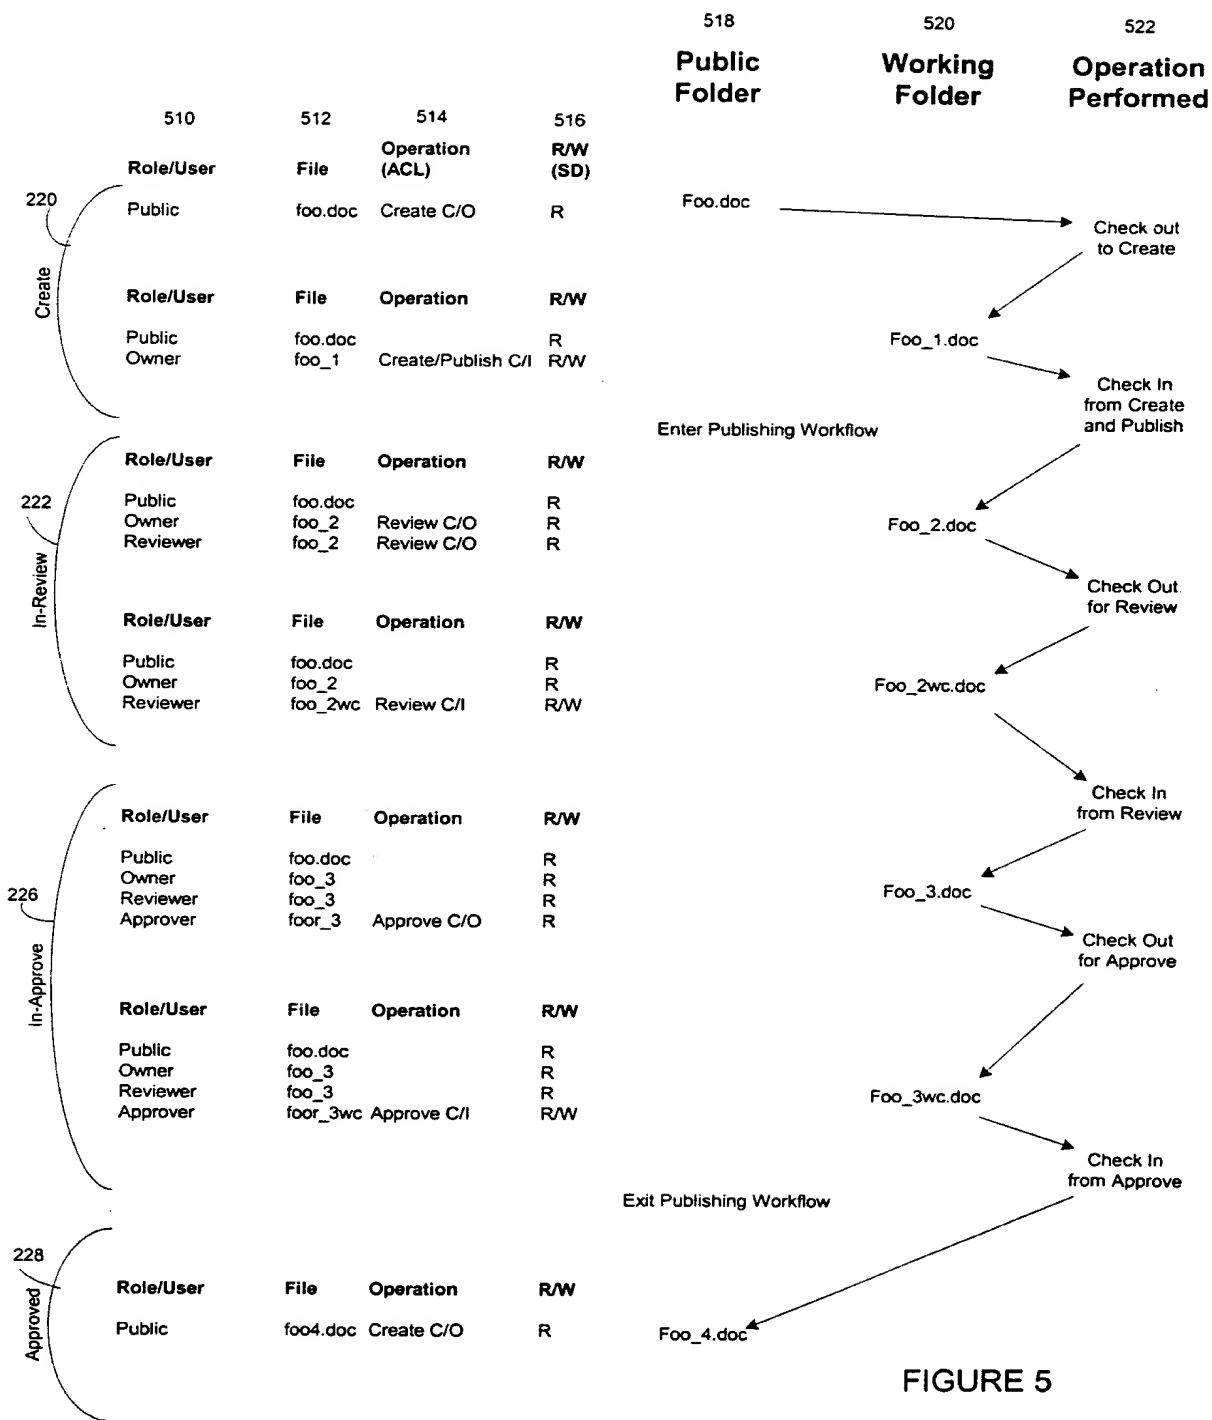 518 520 522
Public Working Operation
Folder Folder Performed
510 512 514 516
Operation R/W
Role/User File (ACL) (SD)
220
Public foo.doc Create C/O R Foo.doc
Check out
to Create
Create
Role/User File Operation R/W
Public foo.doc R Foo_1.doc
Owner foo_1 Create/Publish C/I R/W
Check In
from Create
and Publish
Enter Publishing Workflow
Role/User File Operation R/W
222
Public foo.doc R
Owner foo_2 Review C/O R Foo_2.doc
Reviewer foo_2 Review C/O R
Check Out
for Review
In-Review
Role/User File Operation R/W
Public foo.doc R
Owner foo_2 R Foo_2wc.doc
Reviewer foo_2wc Review C/I R/W
Check In
from Review
Role/User File Operation R/W
Public foo.doc R
Owner foo_3 R
226
Reviewer foo_3 R Foo_3.doc
Approver foor_3 Approve C/O R
Check Out
for Approve
In-Approve
Role/User File Operation R/W
Public foo.doc R
Owner foo_3 R
Reviewer foo_3 R Foo_3wc.doc
Approver foor_3wc Approve C/I R/W
Check In
from Approve
Exit Publishing Workflow
228
Role/User File Operation R/W
Approved
Public foo4.doc Create C/O R Foo_4.doc
FIGURE 5